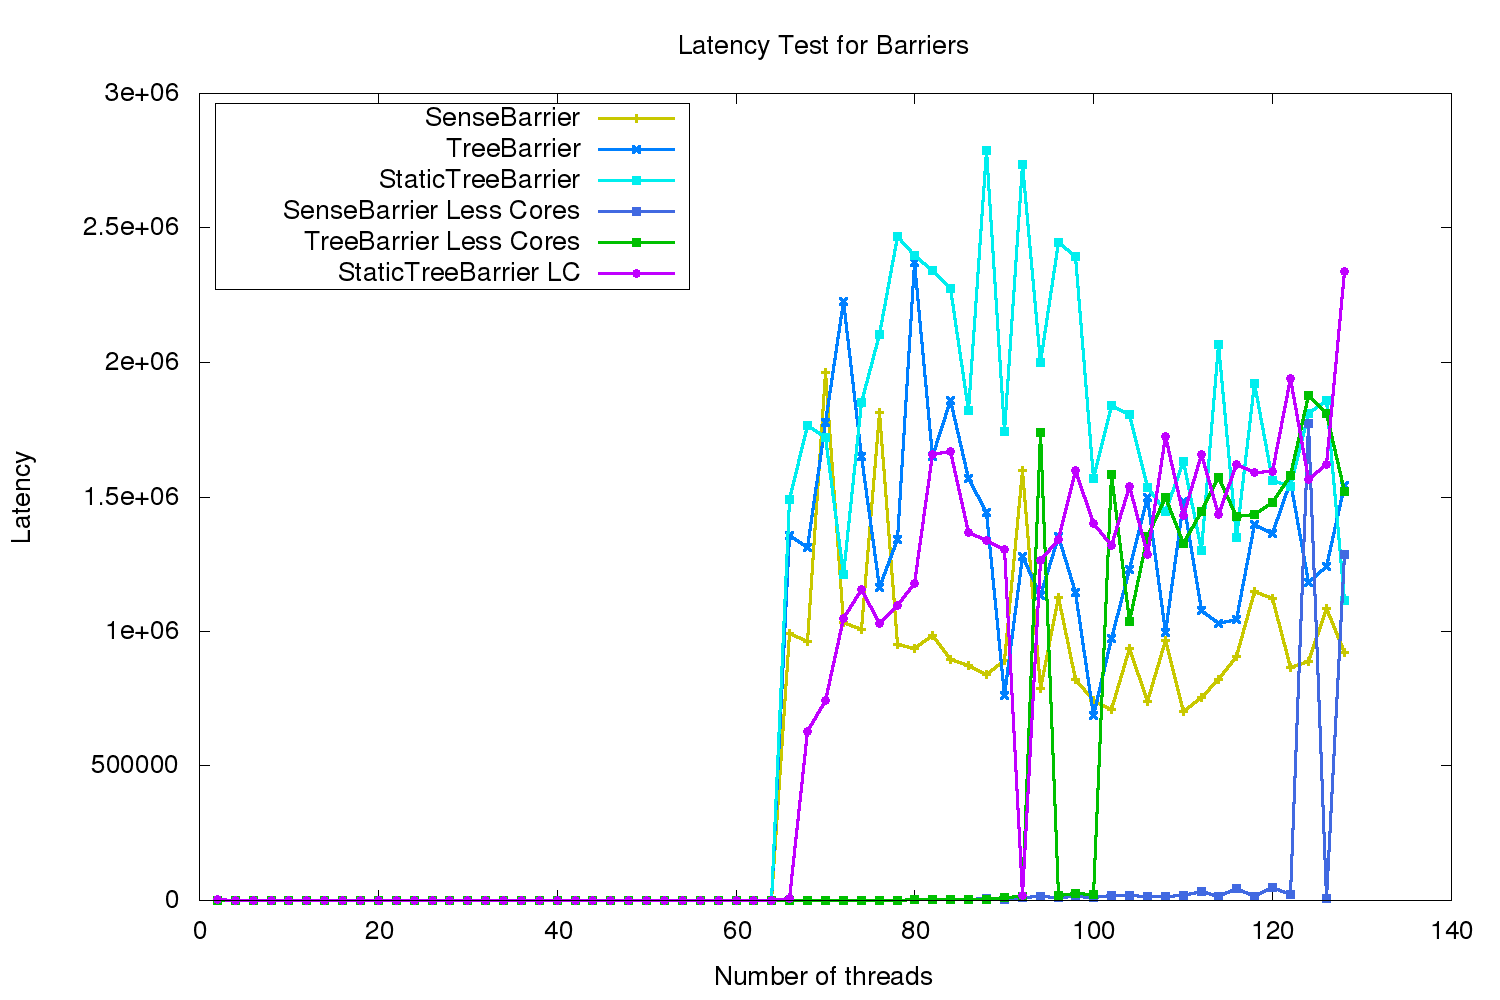 Latency Test for Barriers
3e+06
2.5e+06
2e+06
1.5e+06
1e+06
500000
0
Latency
SenseBarrier
TreeBarrier
StaticTreeBarrier
SenseBarrier Less Cores
TreeBarrier Less Cores
StaticTreeBarrier LC
0 20 40 60 80 100 120 140
Number of threads